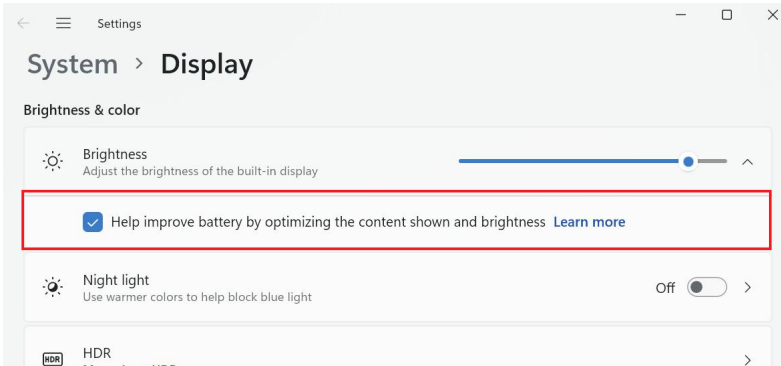 Settings
System > Display
Brightness & color
Brightness
Adjust the brightness of the built-in display
Help improve battery by optimizing the content shown and brightness Learn more
Night light
Use warmer colors to help block blue light
Off
HDR
HDR